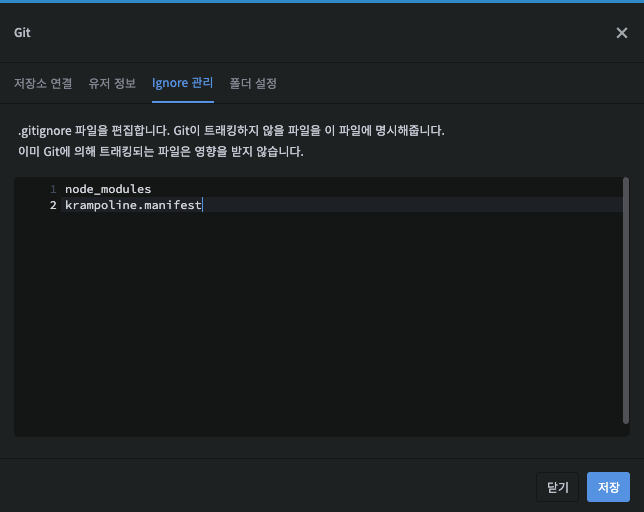 Git
저장소 연결 유저 정보 Ignore 관리 폴더 설정
.gitignore 파일을 편집합니다. Git이 트래킹하지 않을 파일을 이 파일에 명시해줍니다.
이미 Git에 의해 트래킹되는 파일은 영향을 받지 않습니다.
1 node_modules
2 krampoline.manifest
닫기 저장